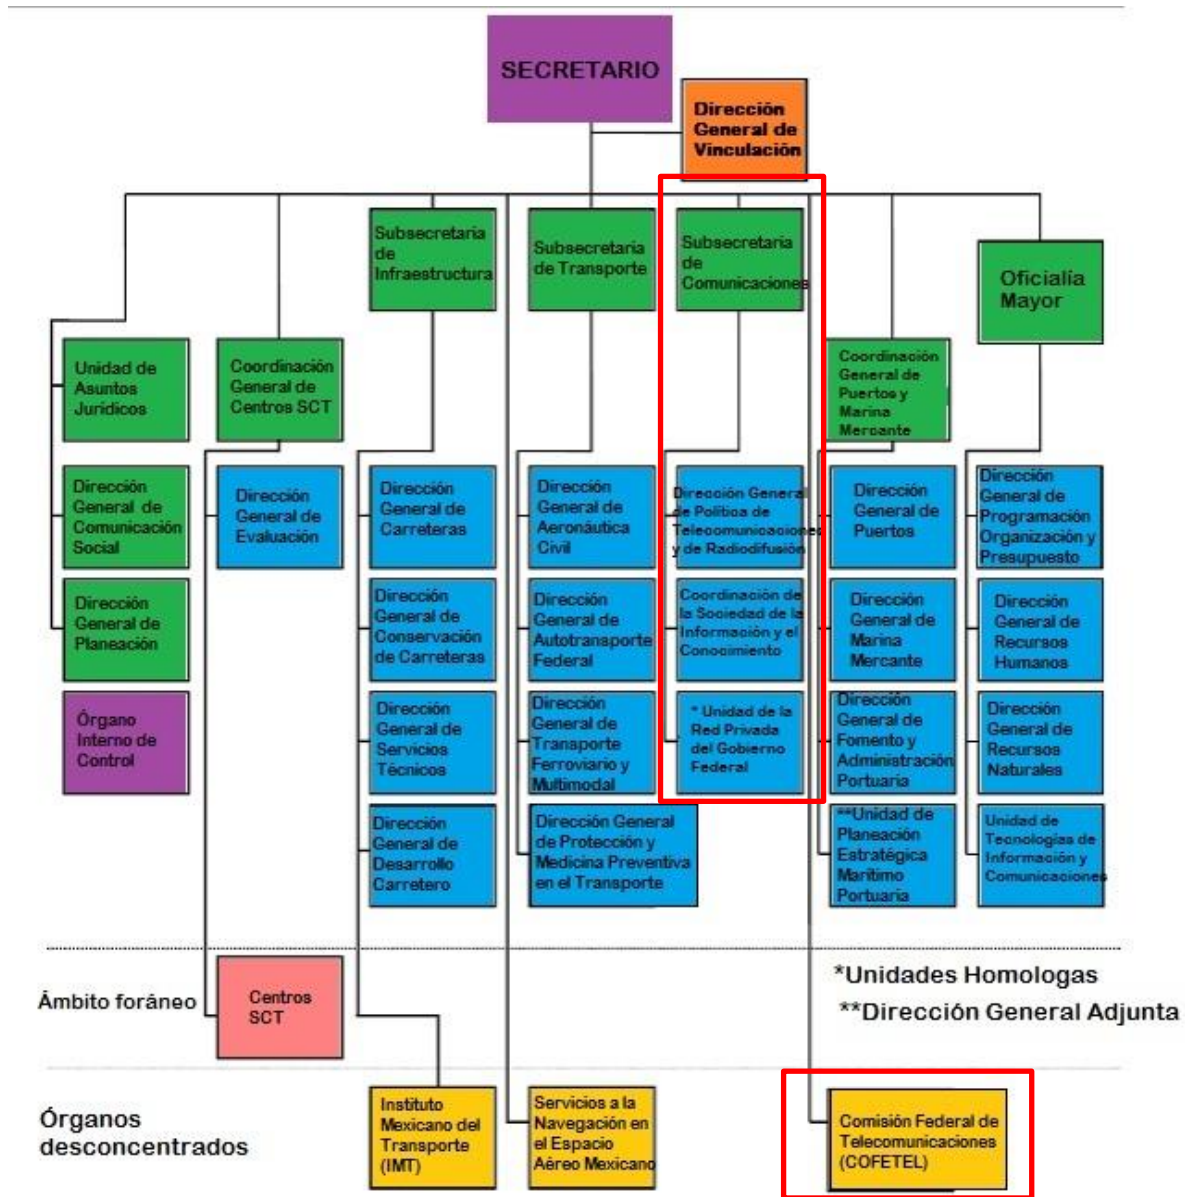 SECRETARIO
Dirección
General de
Vinculación
Subsecretaria
de
Infraestructura
Subsecretaria
de Transporte
Subsecretaria
de
Comunicaciones
Oficialía
Mayor
Unidad de
Asuntos
Jurídicos
Coordinación
General de
Centros SCT
Coordinación
General de
Puertos y
Marina
Mercante
Dirección
General de
Comunicación
Social
Dirección
General de
Evaluación
Dirección
General de
Carreteras
Dirección
General de
Aeronáutica
Civil
Dirección General
de Política de
Telecomunicaciones
y de Radiodifusión
Dirección
General de
Puertos
Dirección
General de
Programación
Organización y
Presupuesto
Dirección
General de
Planeación
Dirección
General de
Conservación
de Carreteras
Dirección
General de
Autotransporte
Federal
Coordinación de
la Sociedad de la
Información y el
Conocimiento
Dirección
General de
Marina
Mercante
Dirección
General de
Recursos
Humanos
Órgano
Interno de
Control
Dirección
General de
Servicios
Técnicos
Dirección
General de
Transporte
Ferroviario y
Multimodal
* Unidad de la
Red Privada
del Gobierno
Federal
Dirección
General de
Fomento y
Administración
Portuaria
Dirección
General de
Recursos
Naturales
Dirección
General de
Desarrollo
Carretero
Dirección General
de Protección y
Medicina Preventiva
en el Transporte
**Unidad de
Planeación
Estratégica
Marítimo
Portuaria
Unidad de
Tecnologías de
Información y
Comunicaciones
Ámbito foráneo
Centros
SCT
*Unidades Homologas
**Dirección General Adjunta
Órganos
desconcentrados
Instituto
Mexicano del
Transporte
(IMT)
Servicios a la
Navegación en
el Espacio
Aéreo Mexicano
Comisión Federal de
Telecomunicaciones
(COFETEL)